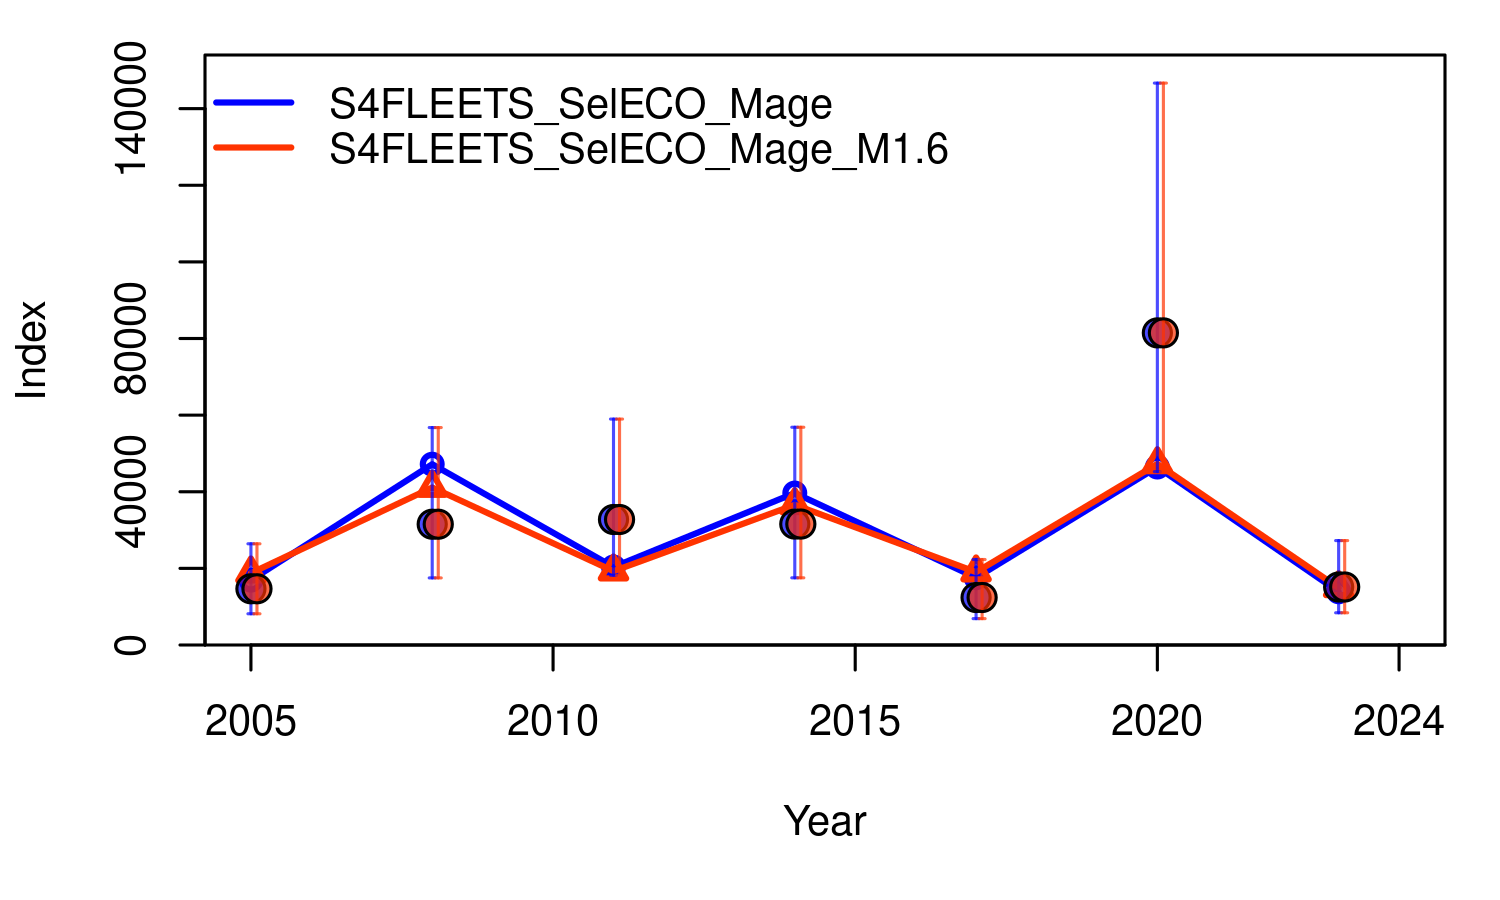 S4FLEETS_SelECO_Mage
S4FLEETS_SelECO_Mage_M1.6
Index
140000
80000
40000
0
2005 2010 2015 2020 2024
Year